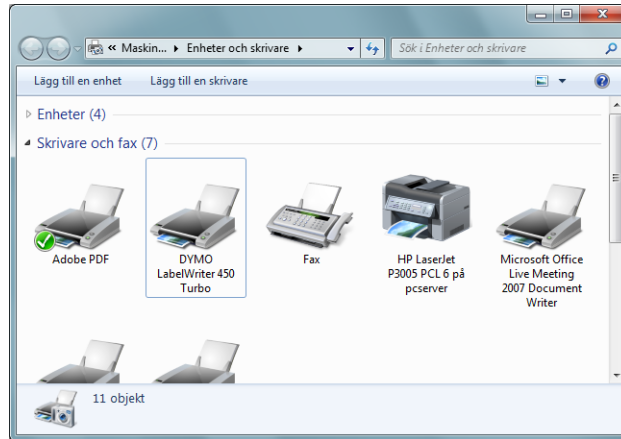 « Maskin... Enheter och skrivare
Sök i Enheter och skrivare
Lägg till en enhet Lägg till en skrivare
Enheter (4)
Skrivare och fax (7)
Adobe PDF
DYMO
LabelWriter 450
Turbo
Fax
HP LaserJet
P3005 PCL 6 på
pcserver
Microsoft Office
Live Meeting
2007 Document
Writer
11 objekt